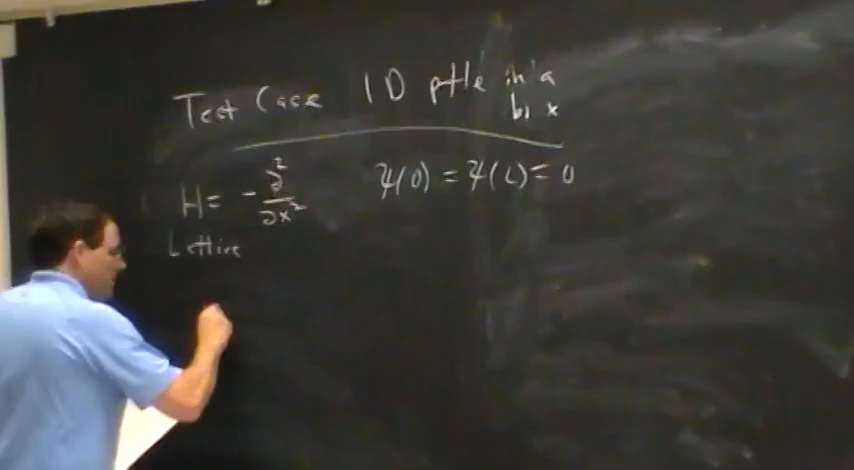 Test Case 1D ptle in a
box
H = - ∂²/∂x² ψ(0) = ψ(L) = 0
Lattice